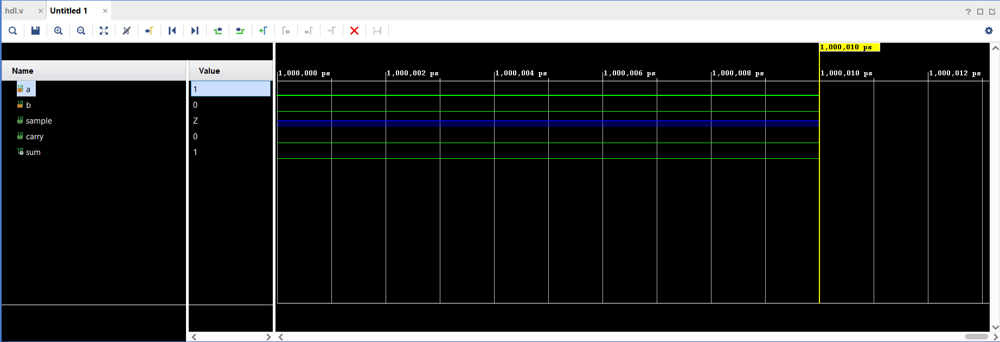 hdl.v × Untitled 1 ×
?
1,000,010 ps
1,000,000 ps 1,000,002 ps 1,000,004 ps 1,000,006 ps 1,000,008 ps 1,000,010 ps 1,000,012 ps
Name Value
a 1
b 0
sample Z
carry 0
sum 1